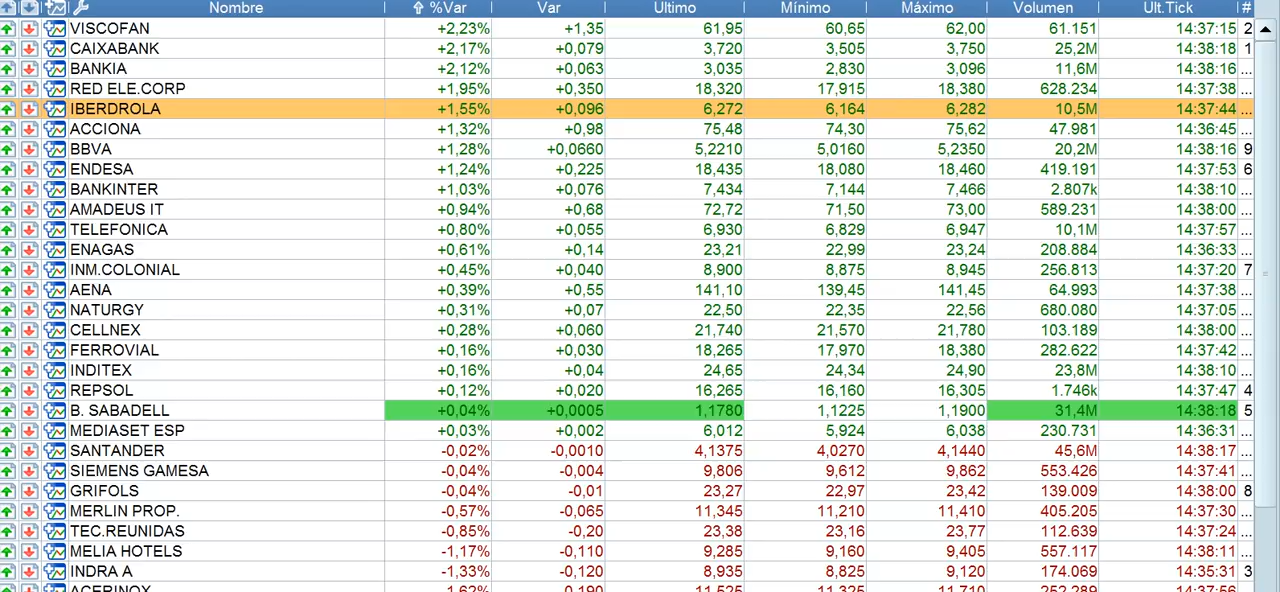 Nombre %Var Var Último Mínimo Máximo Volumen Ult.Tick #
VISCOFAN +2,23% +1,35 61,95 60,65 62,00 61.151 14:37:15 2
CAIXABANK +2,17% +0,079 3,720 3,505 3,750 25,2M 14:38:18 1
BANKIA +2,12% +0,063 3,035 2,830 3,096 11,6M 14:38:16 ...
RED ELE.CORP +1,95% +0,350 18,320 17,915 18,380 628.234 14:37:38 ...
IBERDROLA +1,55% +0,096 6,272 6,164 6,282 10,5M 14:37:44 ...
ACCIONA +1,32% +0,98 75,48 74,30 75,62 47.981 14:36:45 ...
BBVA +1,28% +0,0660 5,2210 5,0160 5,2350 20,2M 14:38:16 9
ENDESA +1,24% +0,225 18,435 18,080 18,460 419.191 14:37:53 6
BANKINTER +1,03% +0,076 7,434 7,144 7,466 2.807k 14:38:10 ...
AMADEUS IT +0,94% +0,68 72,72 71,50 73,00 589.231 14:38:00 ...
TELEFONICA +0,80% +0,055 6,930 6,829 6,947 10,1M 14:37:57 ...
ENAGAS +0,61% +0,14 23,21 22,99 23,24 208.884 14:36:33 ...
INM.COLONIAL +0,45% +0,040 8,900 8,875 8,945 256.813 14:37:20 7
AENA +0,39% +0,55 141,10 139,45 141,45 64.993 14:37:38 ...
NATURGY +0,31% +0,07 22,50 22,35 22,56 680.080 14:37:05 ...
CELLNEX +0,28% +0,060 21,740 21,570 21,780 103.189 14:38:00 ...
FERROVIAL +0,16% +0,030 18,265 17,970 18,380 282.622 14:37:42 ...
INDITEX +0,16% +0,04 24,65 24,34 24,90 23,8M 14:38:10 ...
REPSOL +0,12% +0,020 16,265 16,160 16,305 1.746k 14:37:47 4
B. SABADELL +0,04% +0,0005 1,1780 1,1225 1,1900 31,4M 14:38:18 5
MEDIASET ESP +0,03% +0,002 6,012 5,924 6,038 230.731 14:36:31 ...
SANTANDER -0,02% -0,0010 4,1375 4,0270 4,1440 45,6M 14:38:17 ...
SIEMENS GAMESA -0,04% -0,004 9,806 9,612 9,862 553.426 14:37:41 ...
GRIFOLS -0,04% -0,01 23,27 22,97 23,42 139.009 14:38:00 8
MERLIN PROP. -0,57% -0,065 11,345 11,210 11,410 405.205 14:37:30 ...
TEC.REUNIDAS -0,85% -0,20 23,38 23,16 23,77 112.639 14:37:24 ...
MELIA HOTELS -1,17% -0,110 9,285 9,160 9,405 557.117 14:38:11 ...
INDRA A -1,33% -0,120 8,935 8,825 9,120 174.069 14:35:31 3
ACERINOX -1,62% -0,190 11,525 11,325 11,710 252.858 14:37:56